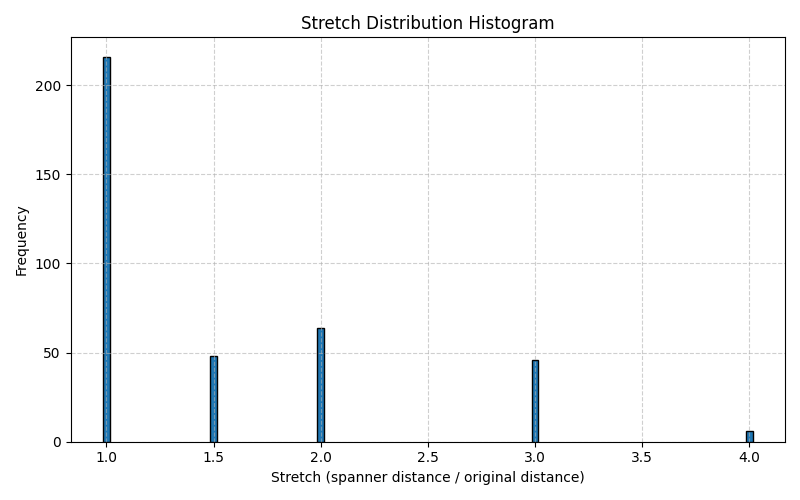 Stretch Distribution Histogram
Frequency
200
150
100
50
0
1.0 1.5 2.0 2.5 3.0 3.5 4.0
Stretch (spanner distance / original distance)